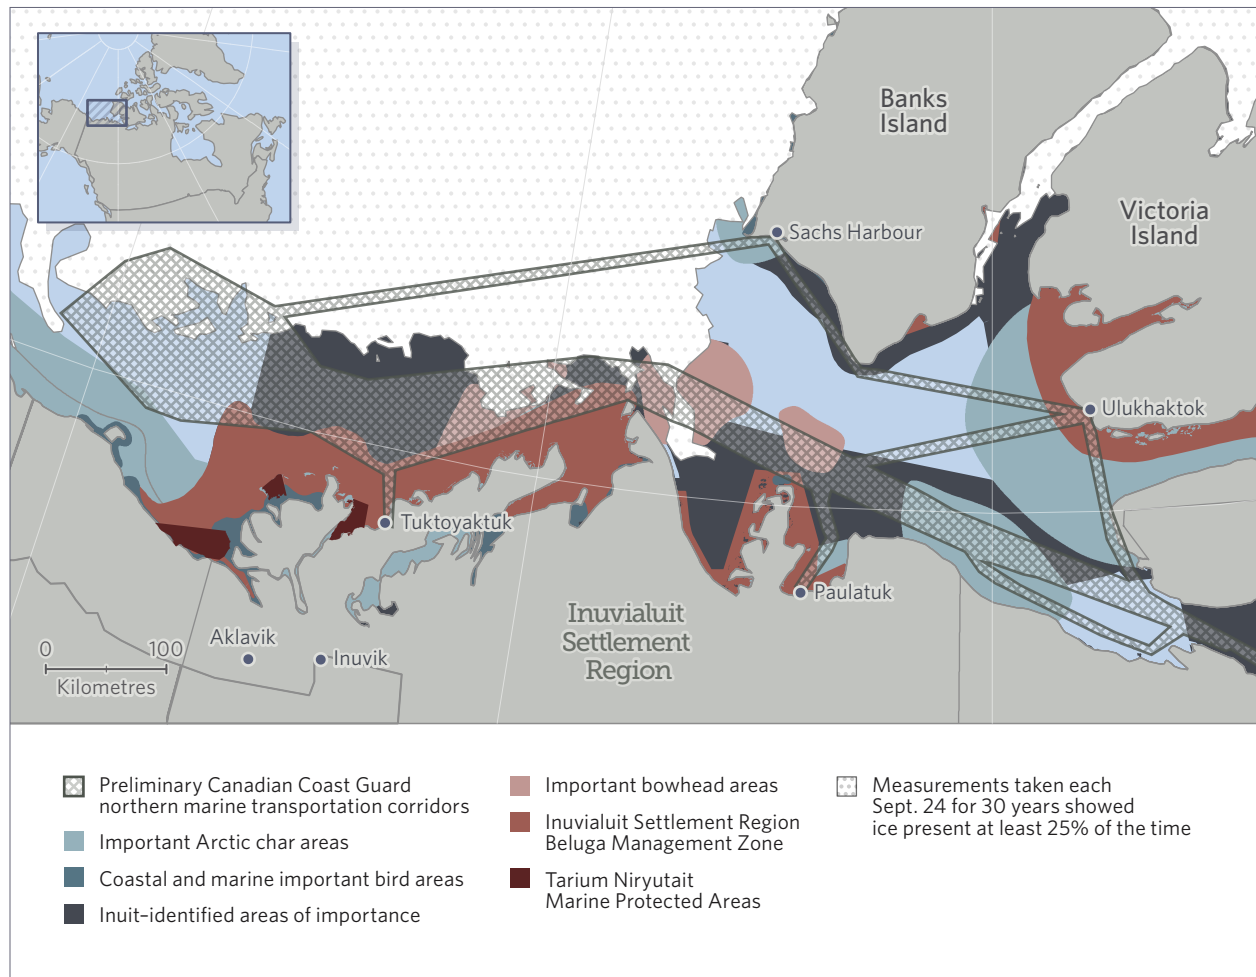 Banks
Island
Victoria
Island
Sachs Harbour
Ulukhaktok
Tuktoyaktuk
Paulatuk
Inuvialuit
Settlement
Region
Aklavik
Inuvik
0 100
Kilometres
Preliminary Canadian Coast Guard
northern marine transportation corridors
Important Arctic char areas
Coastal and marine important bird areas
Inuit–identified areas of importance
Important bowhead areas
Inuvialuit Settlement Region
Beluga Management Zone
Tarium Niryutait
Marine Protected Areas
Measurements taken each
Sept. 24 for 30 years showed
ice present at least 25% of the time